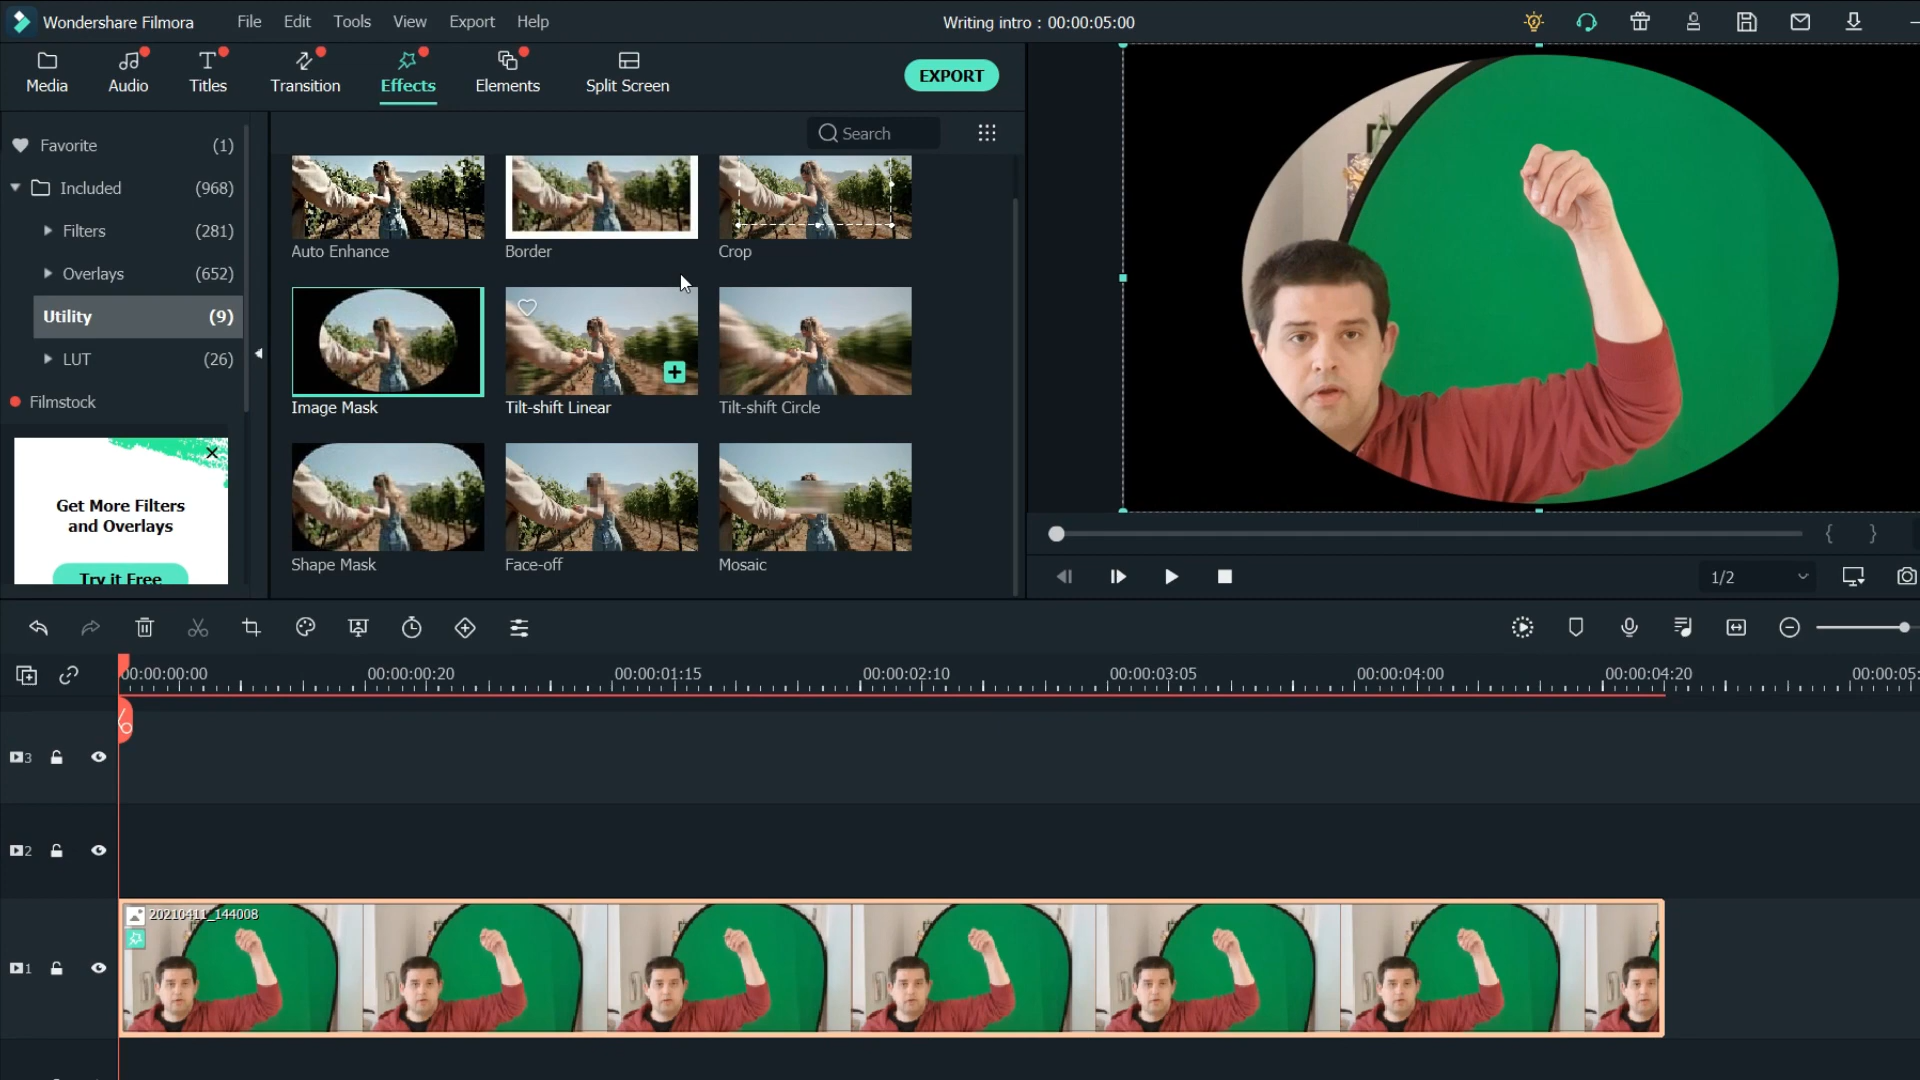 Wondershare Filmora File Edit Tools View Export Help Writing intro : 00:00:05:00
Media Audio Titles Transition Effects Elements Split Screen EXPORT
Favorite (1)
Included (968)
Filters (281)
Overlays (652)
Utility (9)
LUT (26)
Filmstock
Get More Filters
and Overlays
Try it Free
Search
Auto Enhance Border Crop
Image Mask Tilt-shift Linear Tilt-shift Circle
Shape Mask Face-off Mosaic
{ }
1/2
00:00:00:00 00:00:00:20 00:00:01:15 00:00:02:10 00:00:03:05 00:00:04:00 00:00:04:20 00:00:05:
3
2
20210411_144008
1